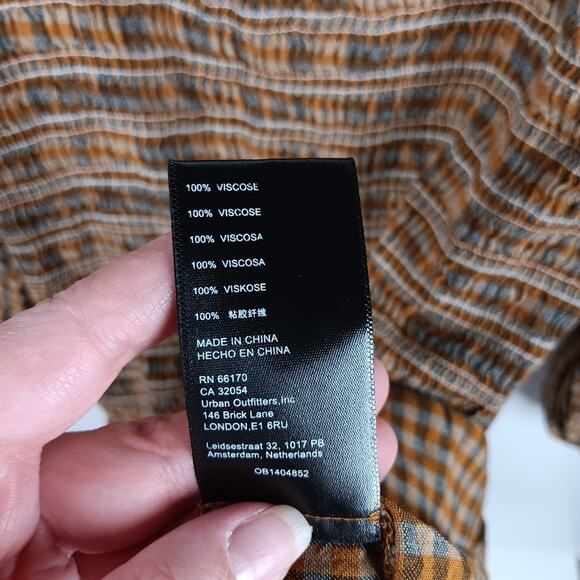 100% VISCOSE
100% VISCOSE
100% VISCOSA
100% VISCOSA
100% VISKOSE
100% 粘胶纤维
MADE IN CHINA
HECHO EN CHINA
RN 66170
CA 32054
Urban Outfitters,Inc
146 Brick Lane
LONDON,E1 6RU
Leidsestraat 32, 1017 PB
Amsterdam, Netherlands
OB1404852